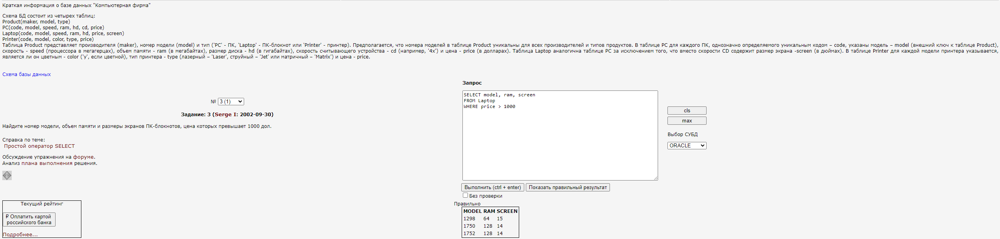 Краткая информация о базе данных "Компьютерная фирма"
Схема БД состоит из четырех таблиц:
Product(maker, model, type)
PC(code, model, speed, ram, hd, cd, price)
Laptop(code, model, speed, ram, hd, price, screen)
Printer(code, model, color, type, price)
Таблица Product представляет производителя (maker), номер модели (model) и тип ('PC' - ПК, 'Laptop' - ПК-блокнот или 'Printer' - принтер). Предполагается, что номера моделей в таблице Product уникальны для всех производителей и типов продуктов. В таблице PC для каждого ПК, однозначно определяемого уникальным кодом – code, указаны модель – model (внешний ключ к таблице Product),
скорость - speed (процессора в мегагерцах), объем памяти - ram (в мегабайтах), размер диска - hd (в гигабайтах), скорость считывающего устройства - cd (например, '4x') и цена - price (в долларах). Таблица Laptop аналогична таблице PC за исключением того, что вместо скорости CD содержит размер экрана -screen (в дюймах). В таблице Printer для каждой модели принтера указывается,
является ли он цветным - color ('y', если цветной), тип принтера - type (лазерный – 'Laser', струйный – 'Jet' или матричный – 'Matrix') и цена - price.
Схема базы данных
№ 3 (1)
Задание: 3 (Serge I: 2002-09-30)
Найдите номер модели, объем памяти и размеры экранов ПК-блокнотов, цена которых превышает 1000 дол.
Справка по теме:
Простой оператор SELECT
Обсуждение упражнения на форуме.
Анализ плана выполнения решения.
Запрос
SELECT model, ram, screen
FROM Laptop
WHERE price > 1000
cls
max
Выбор СУБД
ORACLE
Выполнить (ctrl + enter) Показать правильный результат
Без проверки
Правильно
MODEL RAM SCREEN
1298 64 15
1750 128 14
1752 128 14
Текущий рейтинг
₽ Оплатить картой
российского банка
Подробнее...